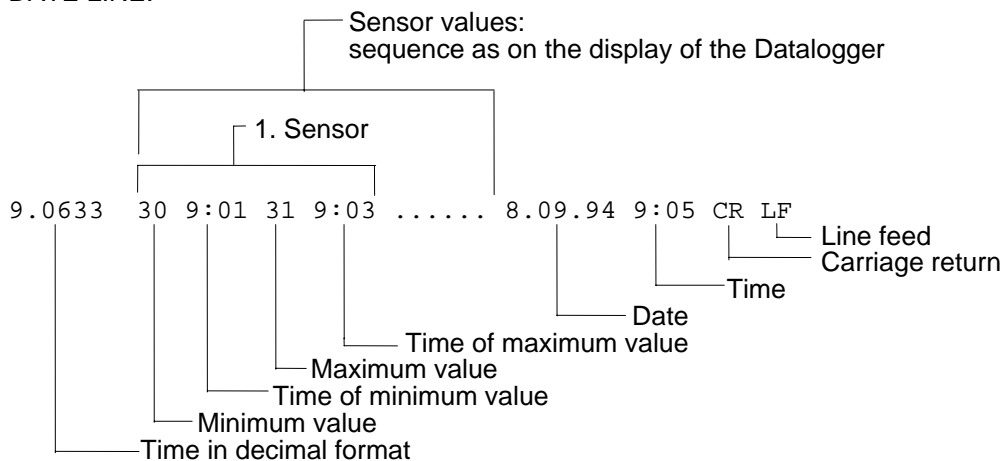 Sensor values:
sequence as on the display of the Datalogger
1. Sensor
9.0633 30 9:01 31 9:03 ...... 8.09.94 9:05 CR LF
Line feed
Carriage return
Time
Date
Time of maximum value
Maximum value
Time of minimum value
Minimum value
Time in decimal format